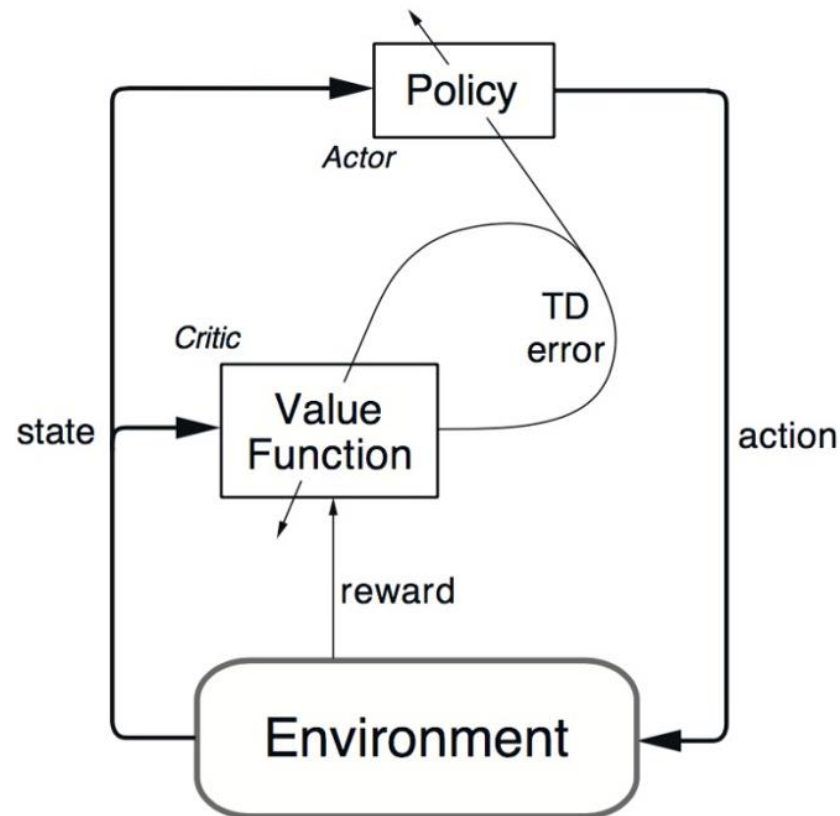 Policy
Actor
TD
error
Critic
Value
Function
state
action
reward
Environment